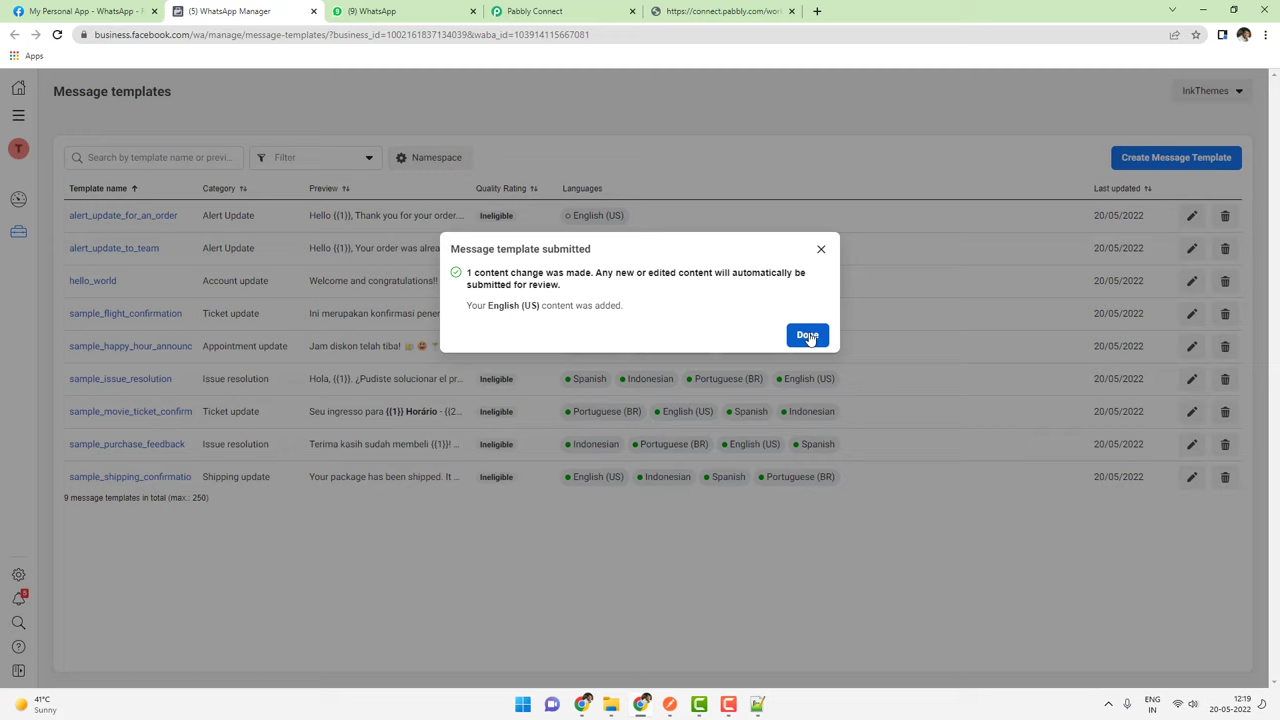 My Personal App - WhatsApp - F
(5) WhatsApp Manager
(9) WhatsApp
Pabbly Connect
https://connect.pabbly.com/wor
business.facebook.com/wa/manage/message-templates/?business_id=100216187134039&waba_id=103914115667081
Apps
Message templates
InkThemes
T
Search by template name or previ...
Filter
Namespace
Create Message Template
Template name
Category
Preview
Quality Rating
Languages
Last updated
alert_update_for_an_order
Alert Update
Hello {{1}}, Thank you for your order....
Ineligible
English (US)
20/05/2022
alert_update_to_team
Alert Update
Hello {{1}}, Your order was alrea
20/05/2022
hello_world
Account update
Welcome and congratulations!!
20/05/2022
sample_flight_confirmation
Ticket update
Ini merupakan konfirmasi pener
20/05/2022
sample_happy_hour_announc
Appointment update
Jam diskon telah tiba!
20/05/2022
sample_issue_resolution
Issue resolution
Hola, {{1}}. ¿Pudiste solucionar el pr
Ineligible
Spanish
Indonesian
Portuguese (BR)
English (US)
20/05/2022
sample_movie_ticket_confirm
Ticket update
Seu ingresso para {{1}} Horário - {{2...
Ineligible
Portuguese (BR)
English (US)
Spanish
Indonesian
20/05/2022
sample_purchase_feedback
Issue resolution
Terima kasih sudah membeli {{1}}! ...
Ineligible
Indonesian
Portuguese (BR)
English (US)
Spanish
20/05/2022
sample_shipping_confirmatio
Shipping update
Your package has been shipped. It ...
Ineligible
English (US)
Indonesian
Spanish
Portuguese (BR)
20/05/2022
9 message templates in total (max.: 250)
Message template submitted
1 content change was made. Any new or edited content will automatically be
submitted for review.
Your English (US) content was added.
Done
41°C
Sunny
ENG
IN
12:19
20-05-2022